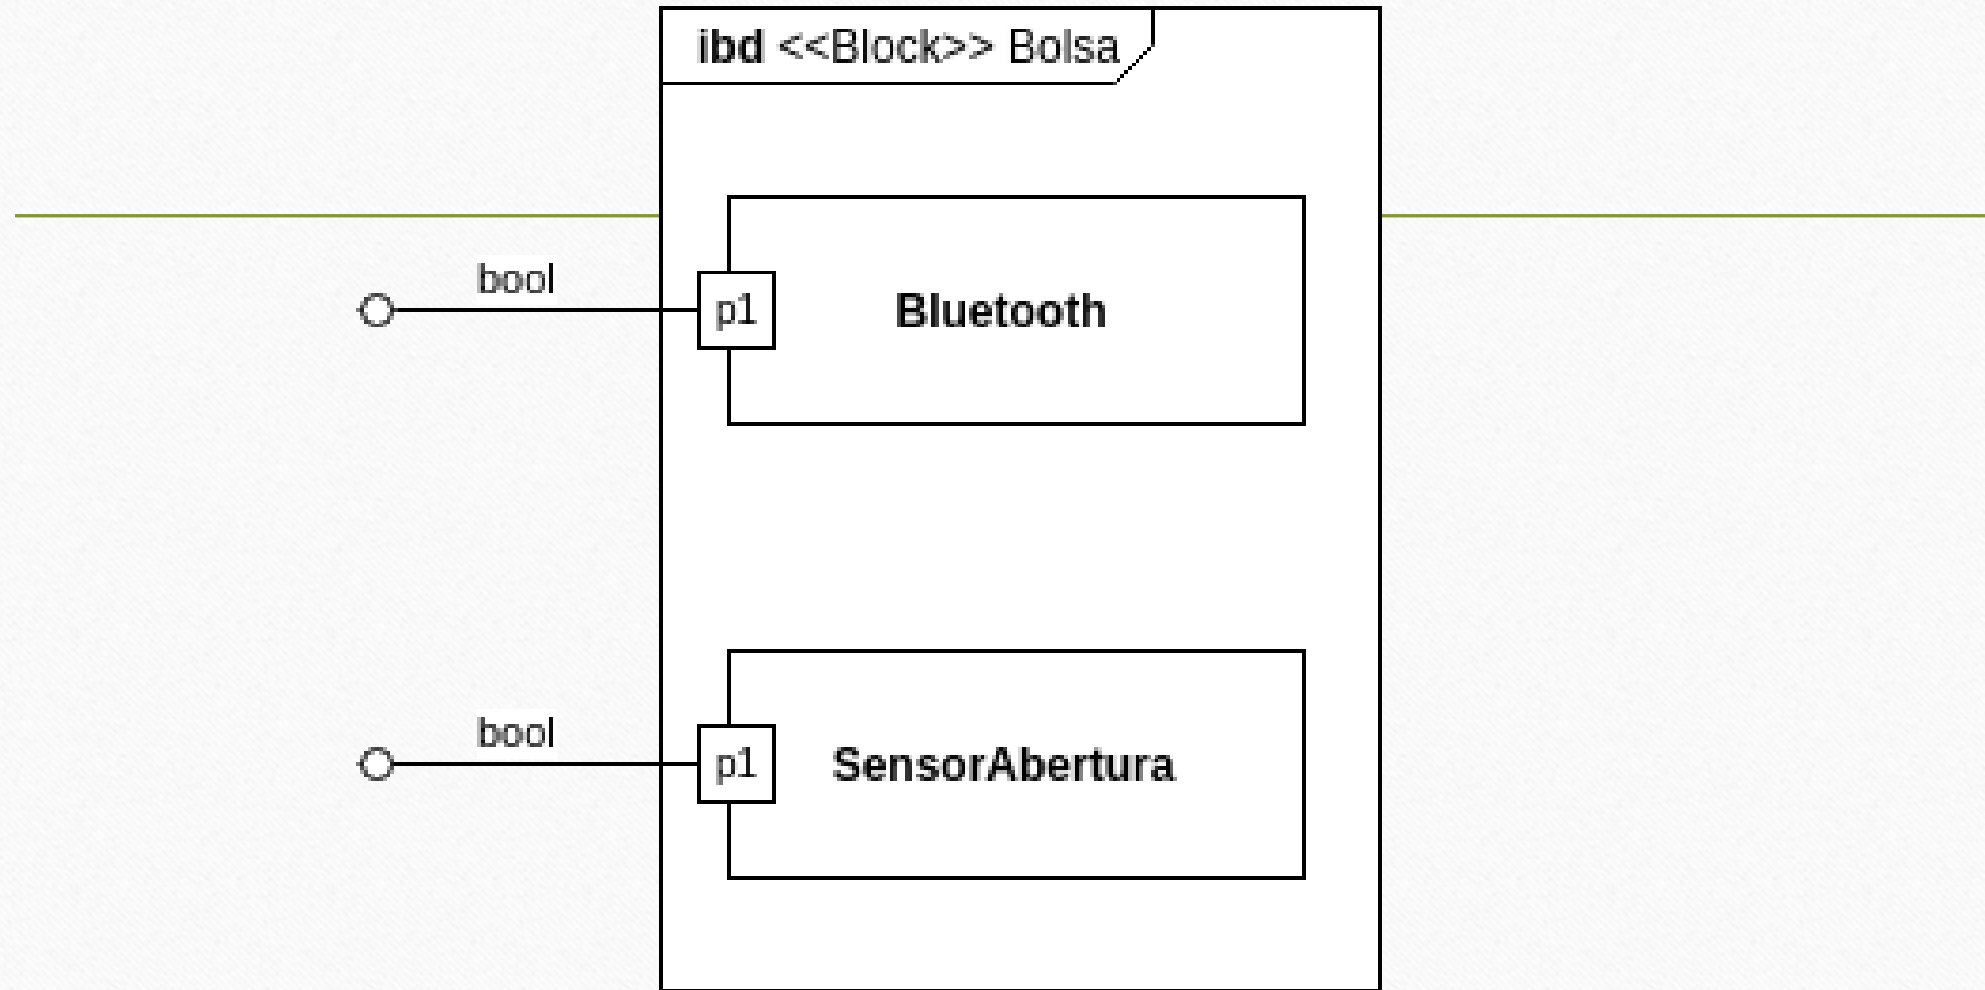 ibd <<Block>> Bolsa
bool
p1
Bluetooth
bool
p1
SensorAbertura